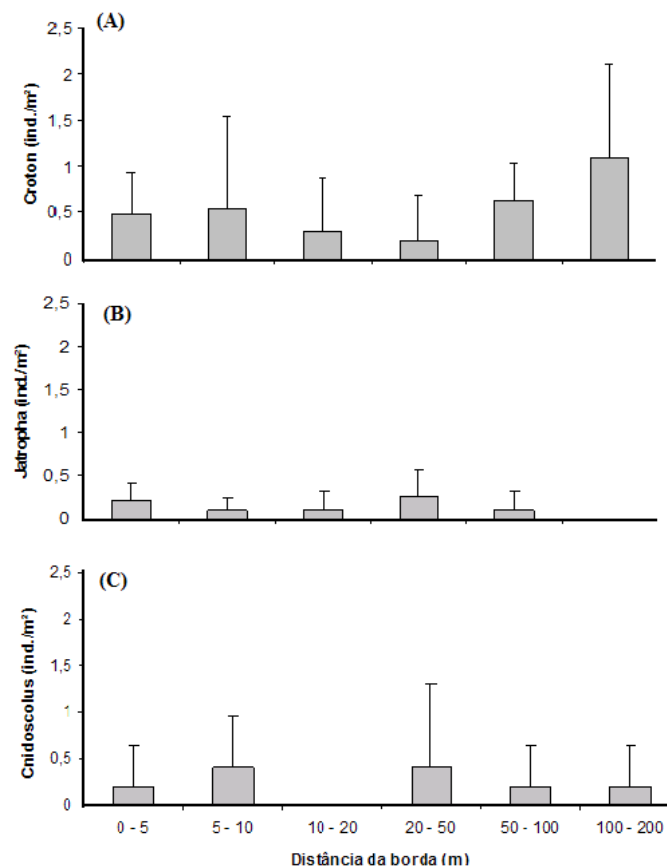 (A)
Croton (ind./m²)
2,5
2
1,5
1
0,5
0
(B)
Jatropha (ind./m²)
2,5
2
1,5
1
0,5
0
(C)
Cnidoscolus (ind./m²)
2,5
2
1,5
1
0,5
0
0 - 5 5 - 10 10 - 20 20 - 50 50 - 100 100 - 200
Distância da borda (m)